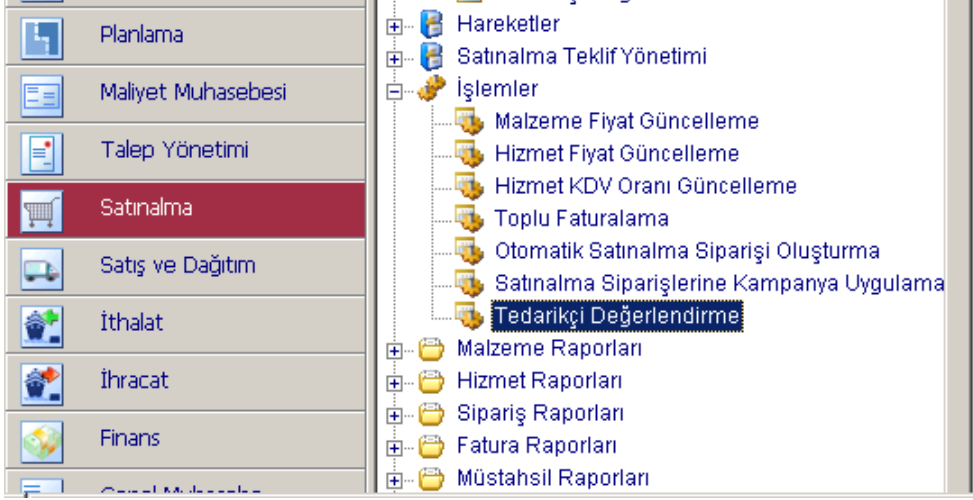 Planlama
Maliyet Muhasebesi
Talep Yönetimi
Satınalma
Satış ve Dağıtım
İthalat
İhracat
Finans
Hareketler
Satınalma Teklif Yönetimi
İşlemler
Malzeme Fiyat Güncelleme
Hizmet Fiyat Güncelleme
Hizmet KDV Oranı Güncelleme
Toplu Faturalama
Otomatik Satınalma Siparişi Oluşturma
Satınalma Siparişlerine Kampanya Uygulama
Tedarikçi Değerlendirme
Malzeme Raporları
Hizmet Raporları
Sipariş Raporları
Fatura Raporları
Müstahsil Raporları